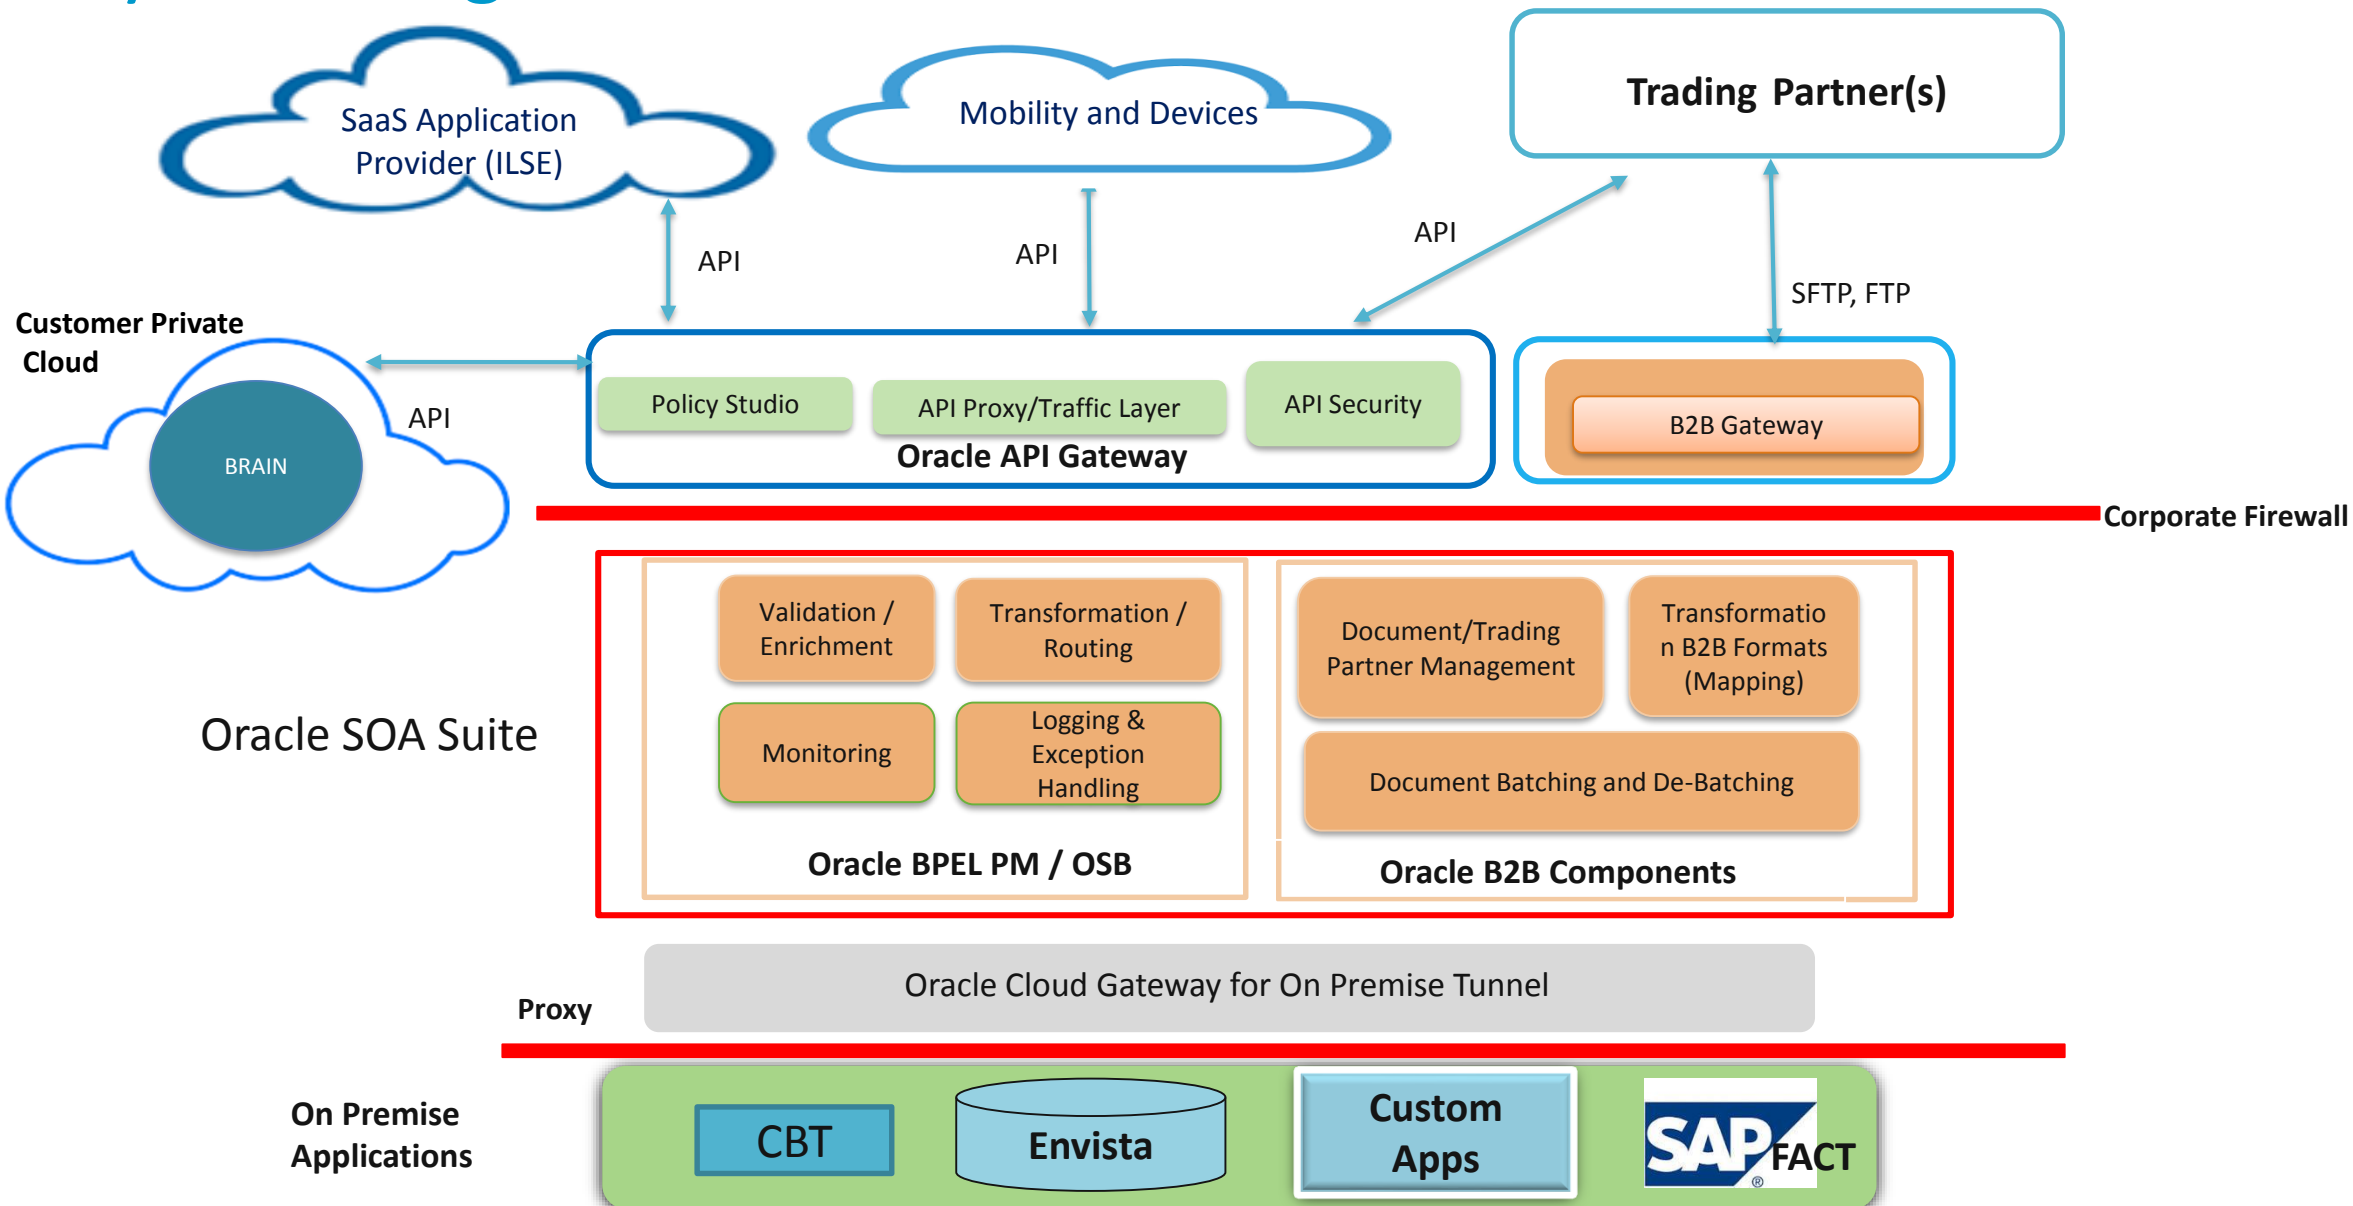 SaaS Application
Provider (ILSE)
Mobility and Devices
Trading Partner(s)
API
API
API
SFTP, FTP
Customer Private
Cloud
API
BRAIN
Policy Studio
API Proxy/Traffic Layer
API Security
Oracle API Gateway
B2B Gateway
Corporate Firewall
Validation /
Enrichment
Transformation /
Routing
Monitoring
Logging &
Exception
Handling
Oracle BPEL PM / OSB
Document/Trading
Partner Management
Transformatio
n B2B Formats
(Mapping)
Document Batching and De-Batching
Oracle B2B Components
Oracle SOA Suite
Oracle Cloud Gateway for On Premise Tunnel
Proxy
On Premise
Applications
CBT
Envista
Custom
Apps
SAP
®
FACT